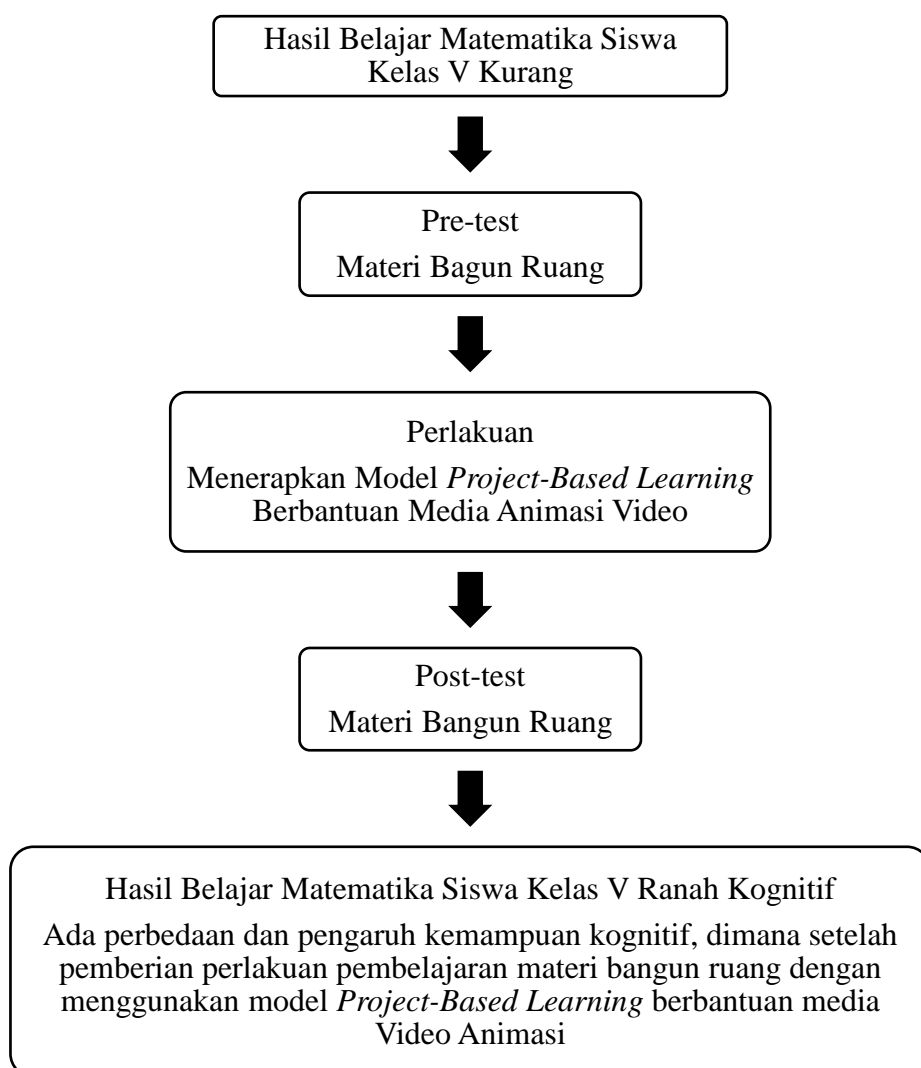 Hasil Belajar Matematika Siswa
Kelas V Kurang
Pre-test
Materi Bagun Ruang
Perlakuan
Menerapkan Model Project-Based Learning
Berbantuan Media Animasi Video
Post-test
Materi Bangun Ruang
Hasil Belajar Matematika Siswa Kelas V Ranah Kognitif
Ada perbedaan dan pengaruh kemampuan kognitif, dimana setelah
pemberian perlakuan pembelajaran materi bangun ruang dengan
menggunakan model Project-Based Learning berbantuan media
Video Animasi